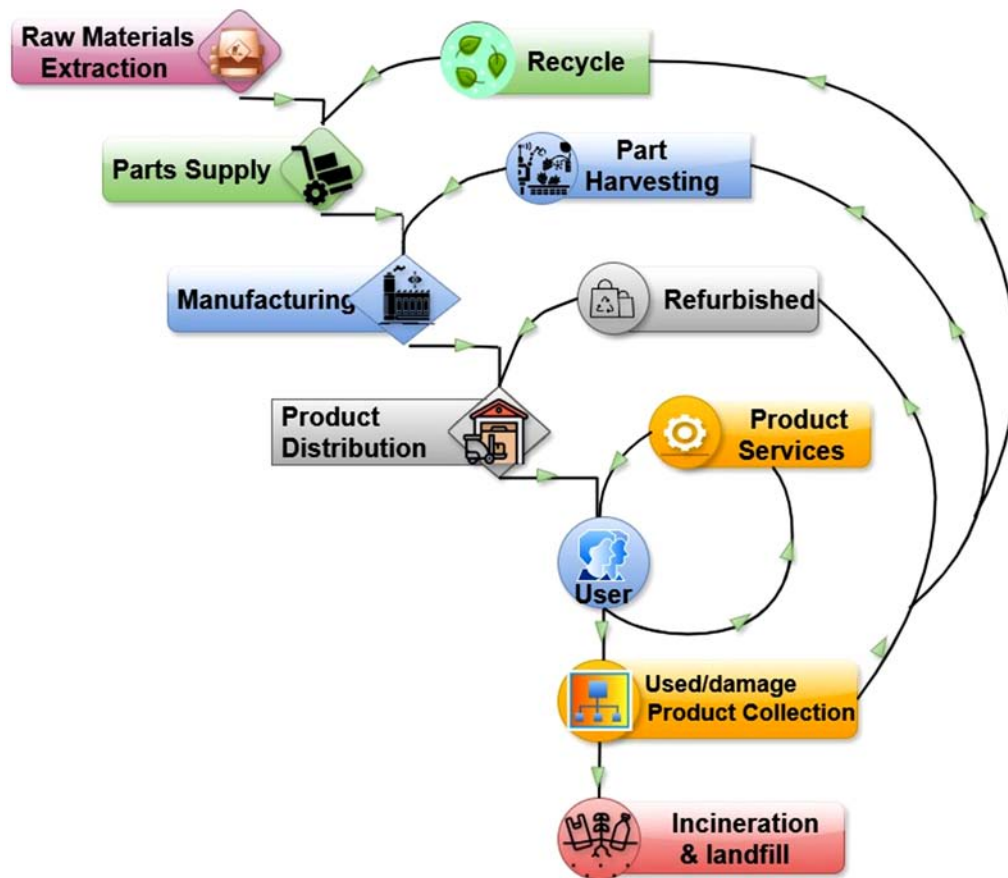 Raw Materials
Extraction
Recycle
Parts Supply
Part
Harvesting
Manufacturing
Refurbished
Product
Distribution
Product
Services
User
Used/damage
Product Collection
Incineration
& landfill